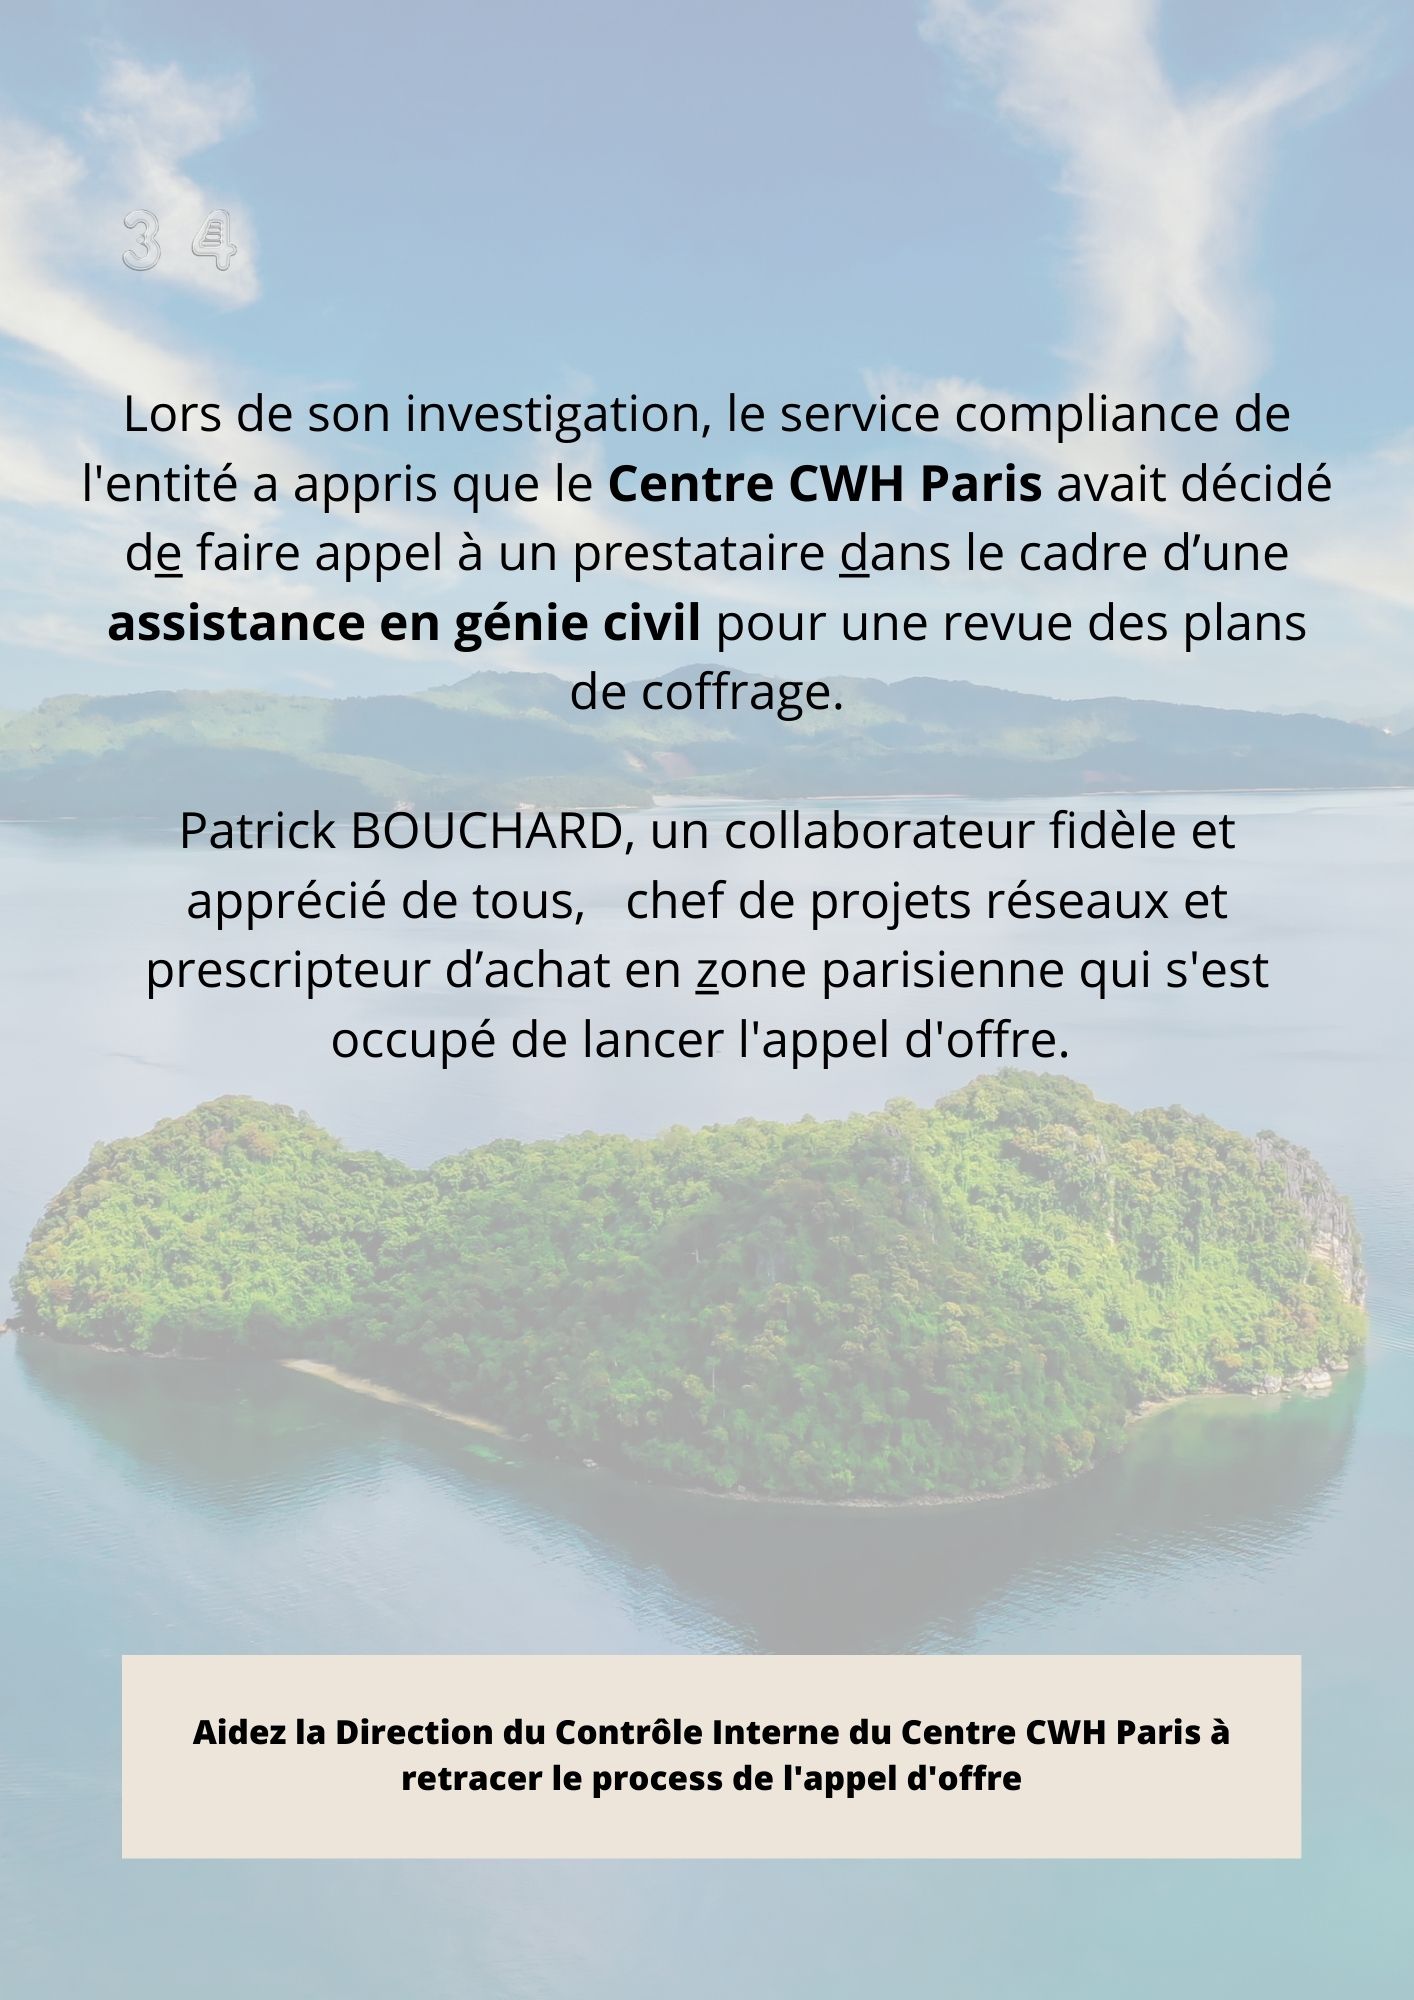 3 4
Lors de son investigation, le service compliance de
l'entité a appris que le Centre CWH Paris avait décidé
de faire appel à un prestataire dans le cadre d’une
assistance en génie civil pour une revue des plans
de coffrage.
Patrick BOUCHARD, un collaborateur fidèle et
apprécié de tous,   chef de projets réseaux et
prescripteur d’achat en zone parisienne qui s'est
occupé de lancer l'appel d'offre.
Aidez la Direction du Contrôle Interne du Centre CWH Paris à
retracer le process de l'appel d'offre